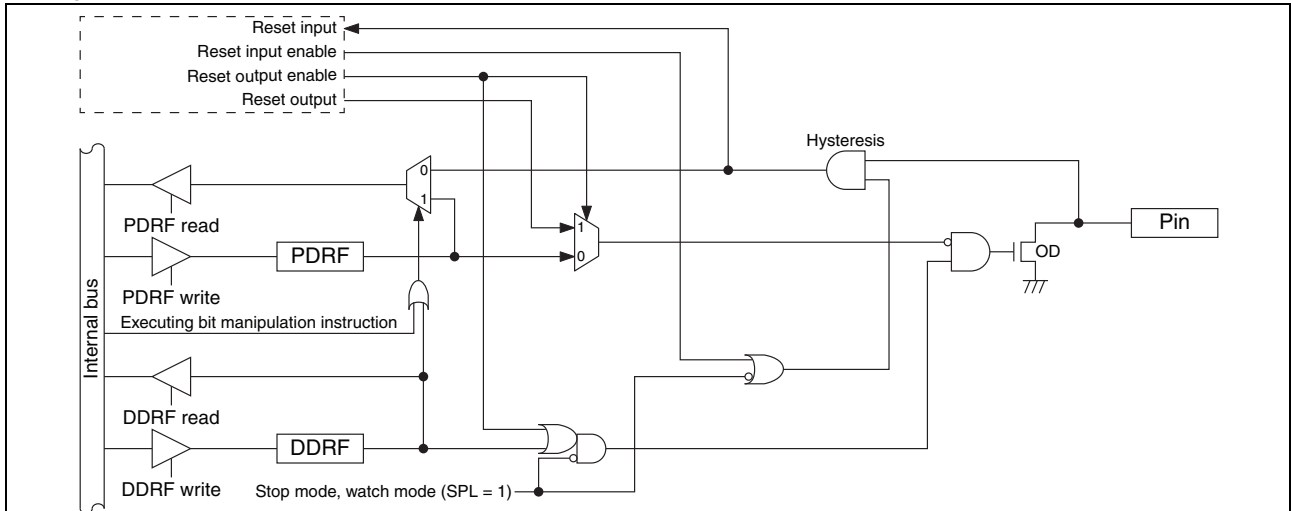 Reset input
Reset input enable
Reset output enable
Reset output
Hysteresis
0
1
PDRF read
1
0
Pin
OD
PDRF
PDRF write
Executing bit manipulation instruction
Internal bus
DDRF read
DDRF
DDRF write
Stop mode, watch mode (SPL = 1)